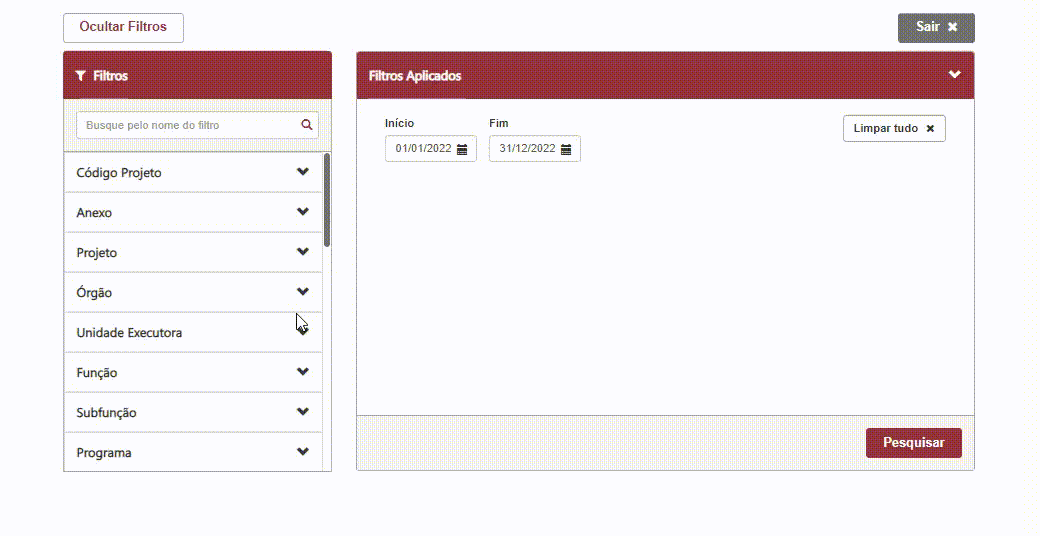 Ocultar Filtros
Sair
Filtros
Busque pelo nome do filtro
Código Projeto
Anexo
Projeto
Órgão
Unidade Executora
Função
Subfunção
Programa
Filtros Aplicados
Início
Fim
01/01/2022
31/12/2022
Limpar tudo
Pesquisar